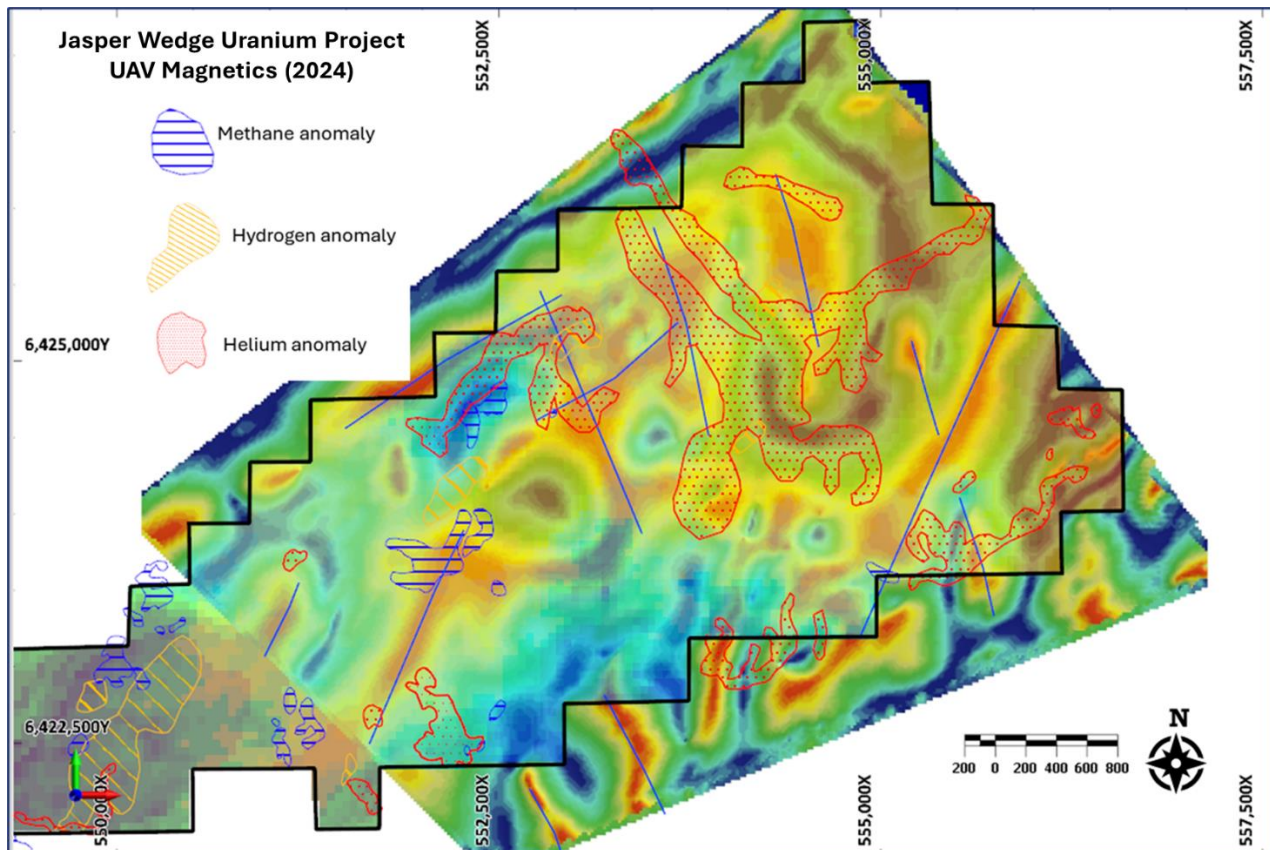 Jasper Wedge Uranium Project
UAV Magnetics (2024)
Methane anomaly
Hydrogen anomaly
Helium anomaly
552,500X
555,000X
557,500X
6,425,000Y
6,422,500Y
550,000X
552,500X
555,000X
557,500X
N
200 0 200 400 600 800